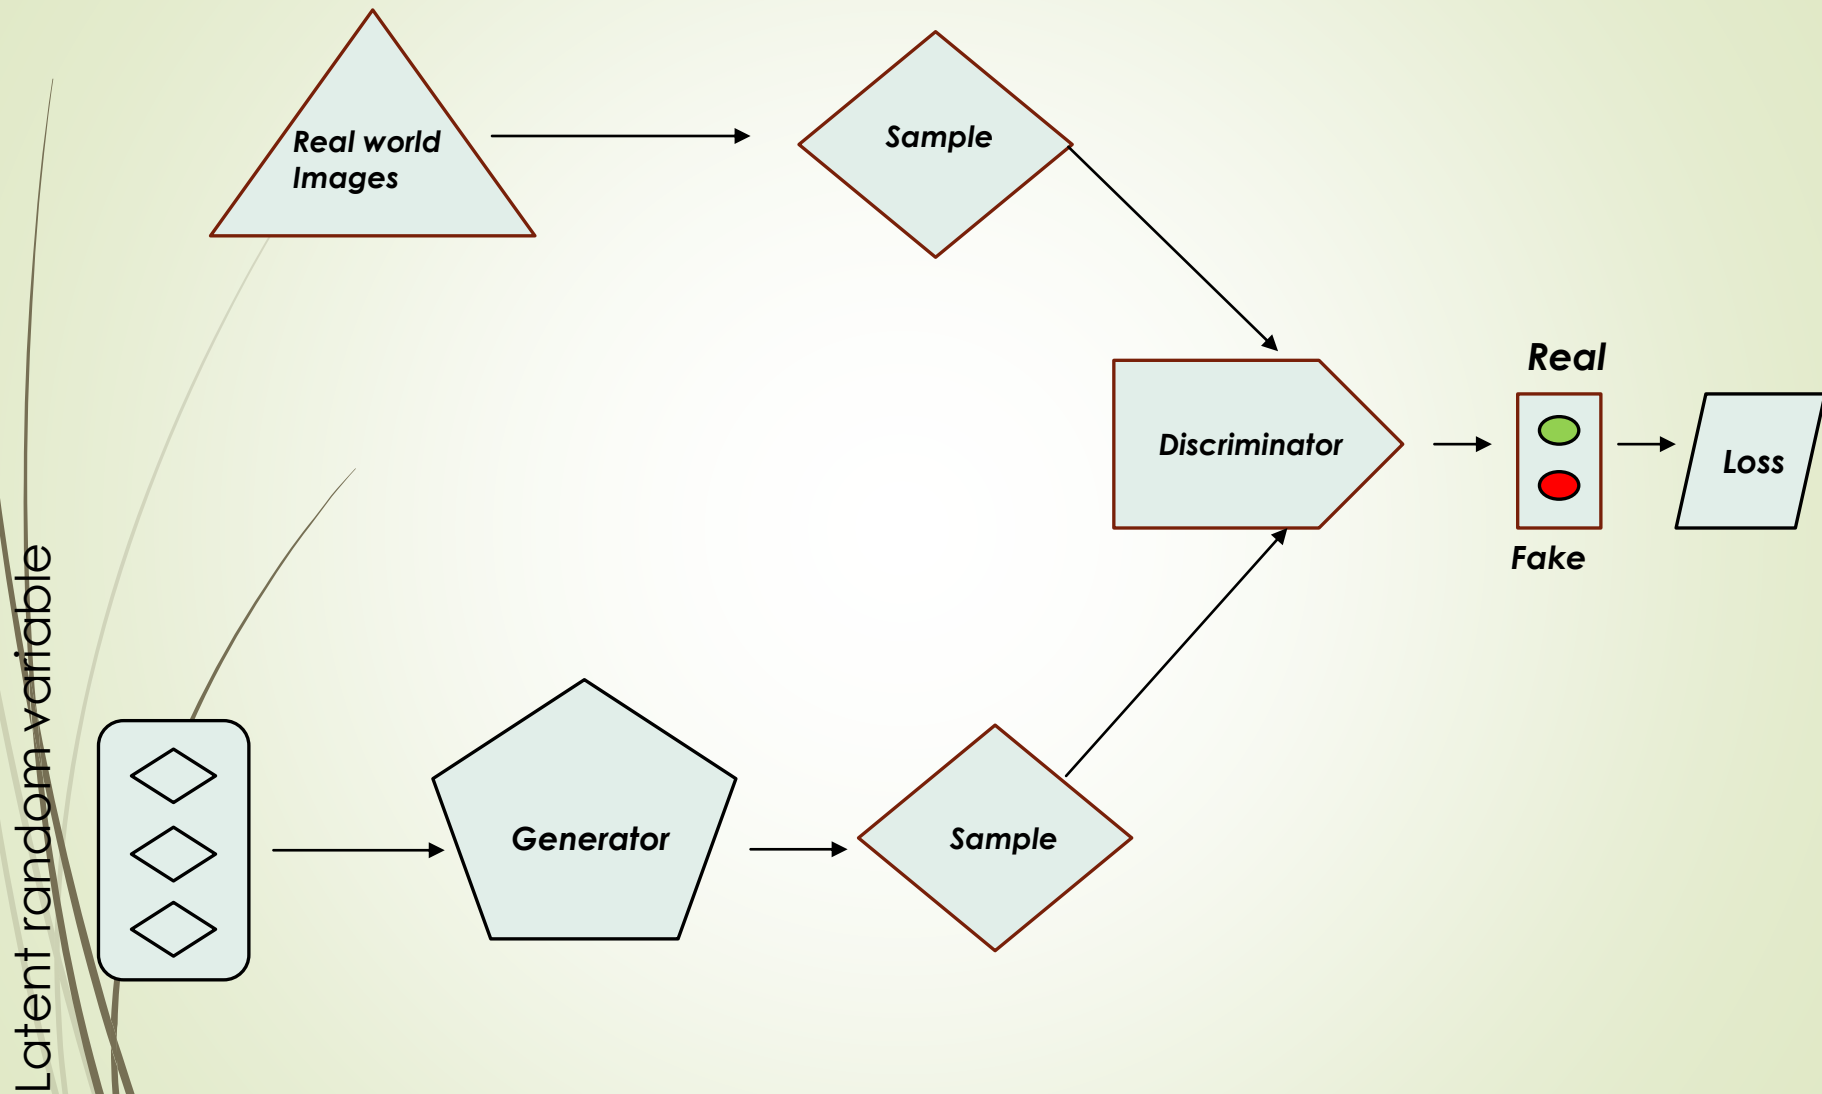 Real world
Images
Sample
Real
Discriminator
Loss
Fake
Latent random variable
Generator
Sample